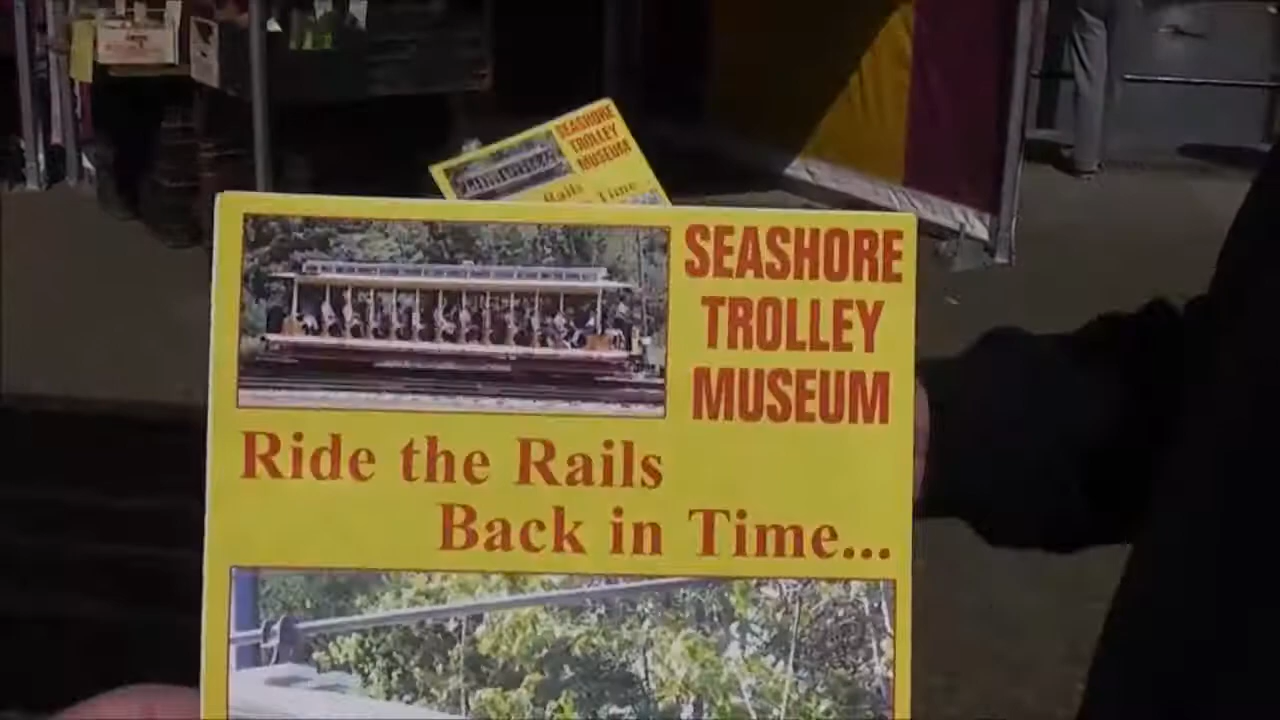 SEASHORE
TROLLEY
MUSEUM
Rails
Time
SEASHORE
TROLLEY
MUSEUM
Ride the Rails
Back in Time...